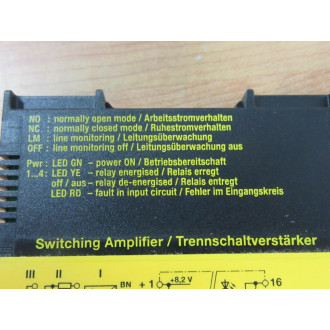 NO : normally open mode / Arbeitsstromverhalten
NC : normally closed mode / Ruhestromverhalten
LM : line monitoring / Leitungsüberwachung
OFF : line monitoring off / Leitungsüberwachung aus
Pwr : LED GN – power ON / Betriebsbereitschaft
1...4 : LED YE – relay energised / Relais erregt
off / aus – relay de-energised / Relais entregt
LED RD – fault in input circuit / Fehler im Eingangskreis
Switching Amplifier / Trennschaltverstärker
III II I BN + 1 +8,2 V 16